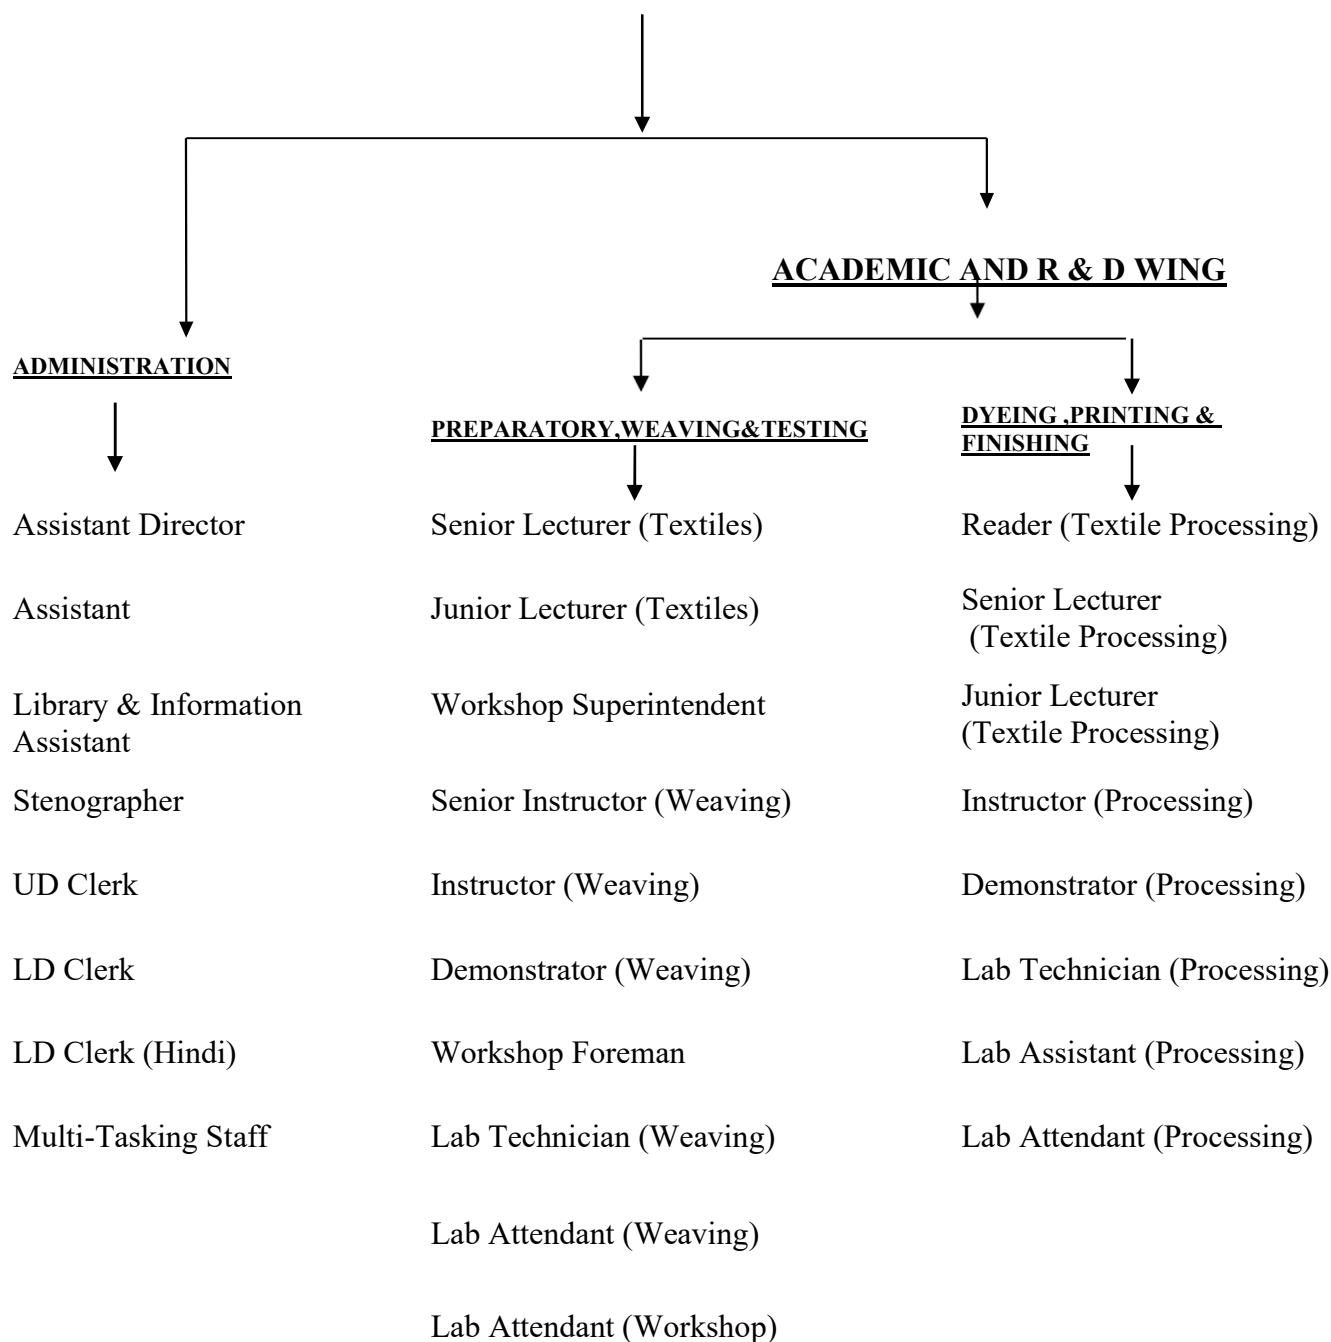 ACADEMIC AND R & D WING
ADMINISTRATION
PREPARATORY,WEAVING&TESTING
DYEING ,PRINTING &
FINISHING
Assistant Director
Senior Lecturer (Textiles)
Reader (Textile Processing)
Assistant
Junior Lecturer (Textiles)
Senior Lecturer
(Textile Processing)
Library & Information
Assistant
Workshop Superintendent
Junior Lecturer
(Textile Processing)
Stenographer
Senior Instructor (Weaving)
Instructor (Processing)
UD Clerk
Instructor (Weaving)
Demonstrator (Processing)
LD Clerk
Demonstrator (Weaving)
Lab Technician (Processing)
LD Clerk (Hindi)
Workshop Foreman
Lab Assistant (Processing)
Multi-Tasking Staff
Lab Technician (Weaving)
Lab Attendant (Processing)
Lab Attendant (Weaving)
Lab Attendant (Workshop)